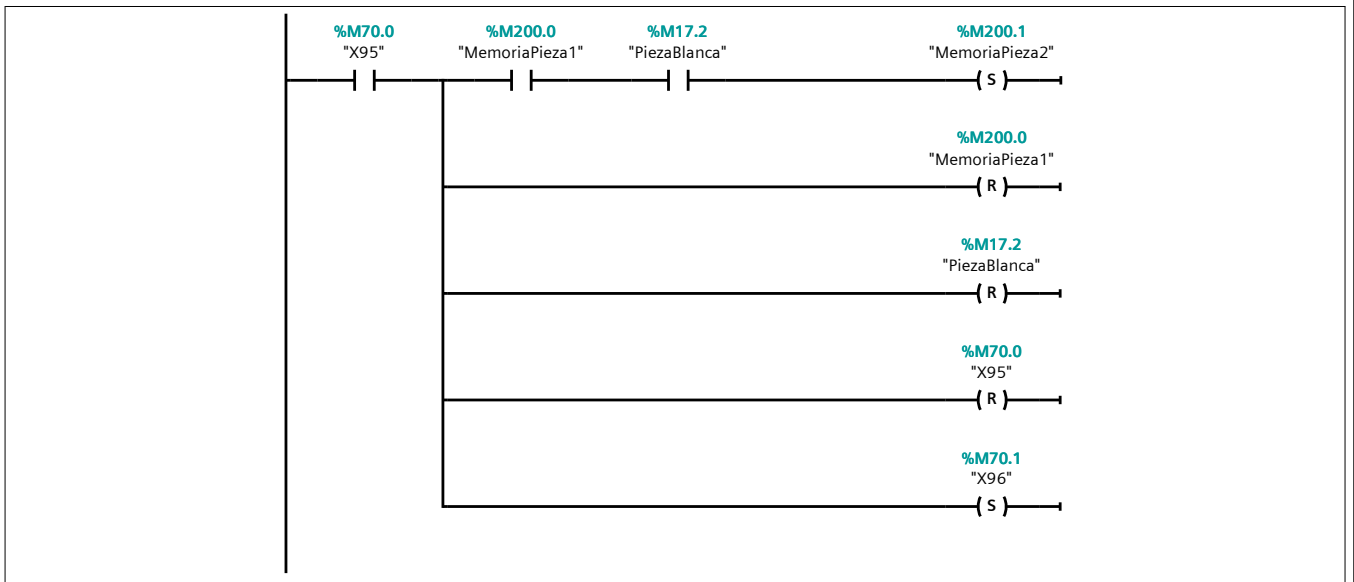 %M70.0 %M200.0 %M17.2 %M200.1
"X95" "MemoriaPieza1" "PiezaBlanca" "MemoriaPieza2"
S
%M200.0
"MemoriaPieza1"
R
%M17.2
"PiezaBlanca"
R
%M70.0
"X95"
R
%M70.1
"X96"
S